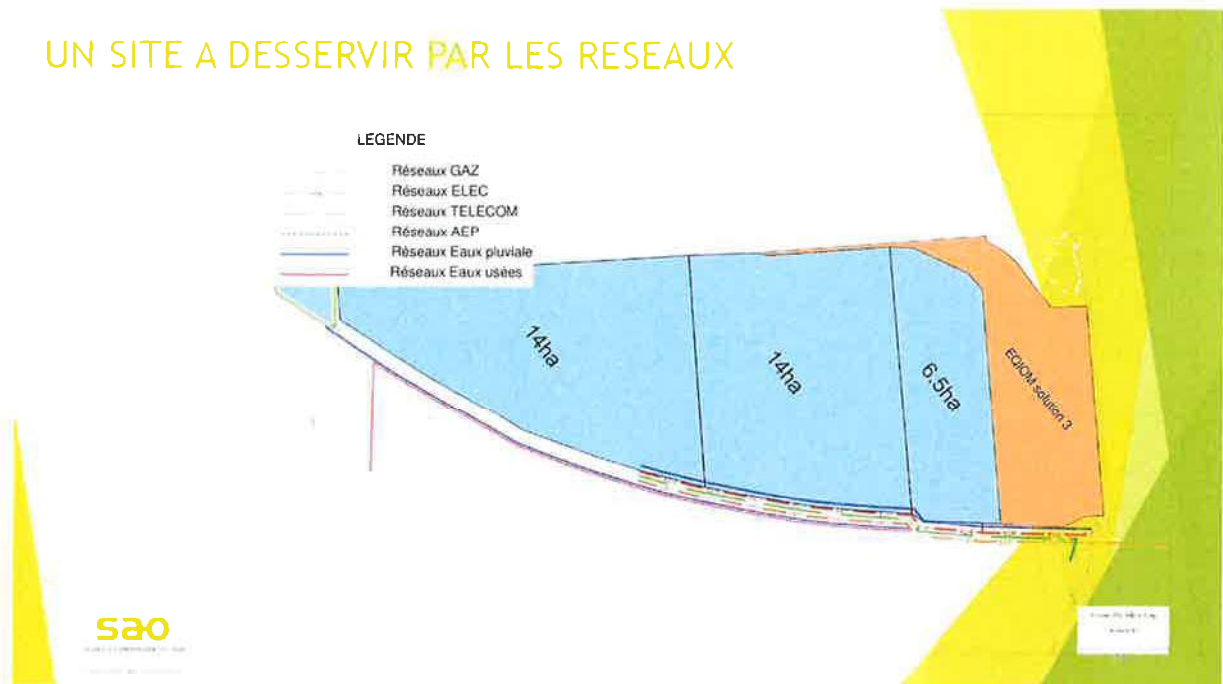 UN SITE A DESSERVIR PAR LES RESEAUX
LEGENDE
Réseaux GAZ
Réseaux ELEC
Réseaux TELECOM
Réseaux AEP
Réseaux Eaux pluviale
Réseaux Eaux usées
14ha
14ha
6.5ha
EQIOM solution 3
sao